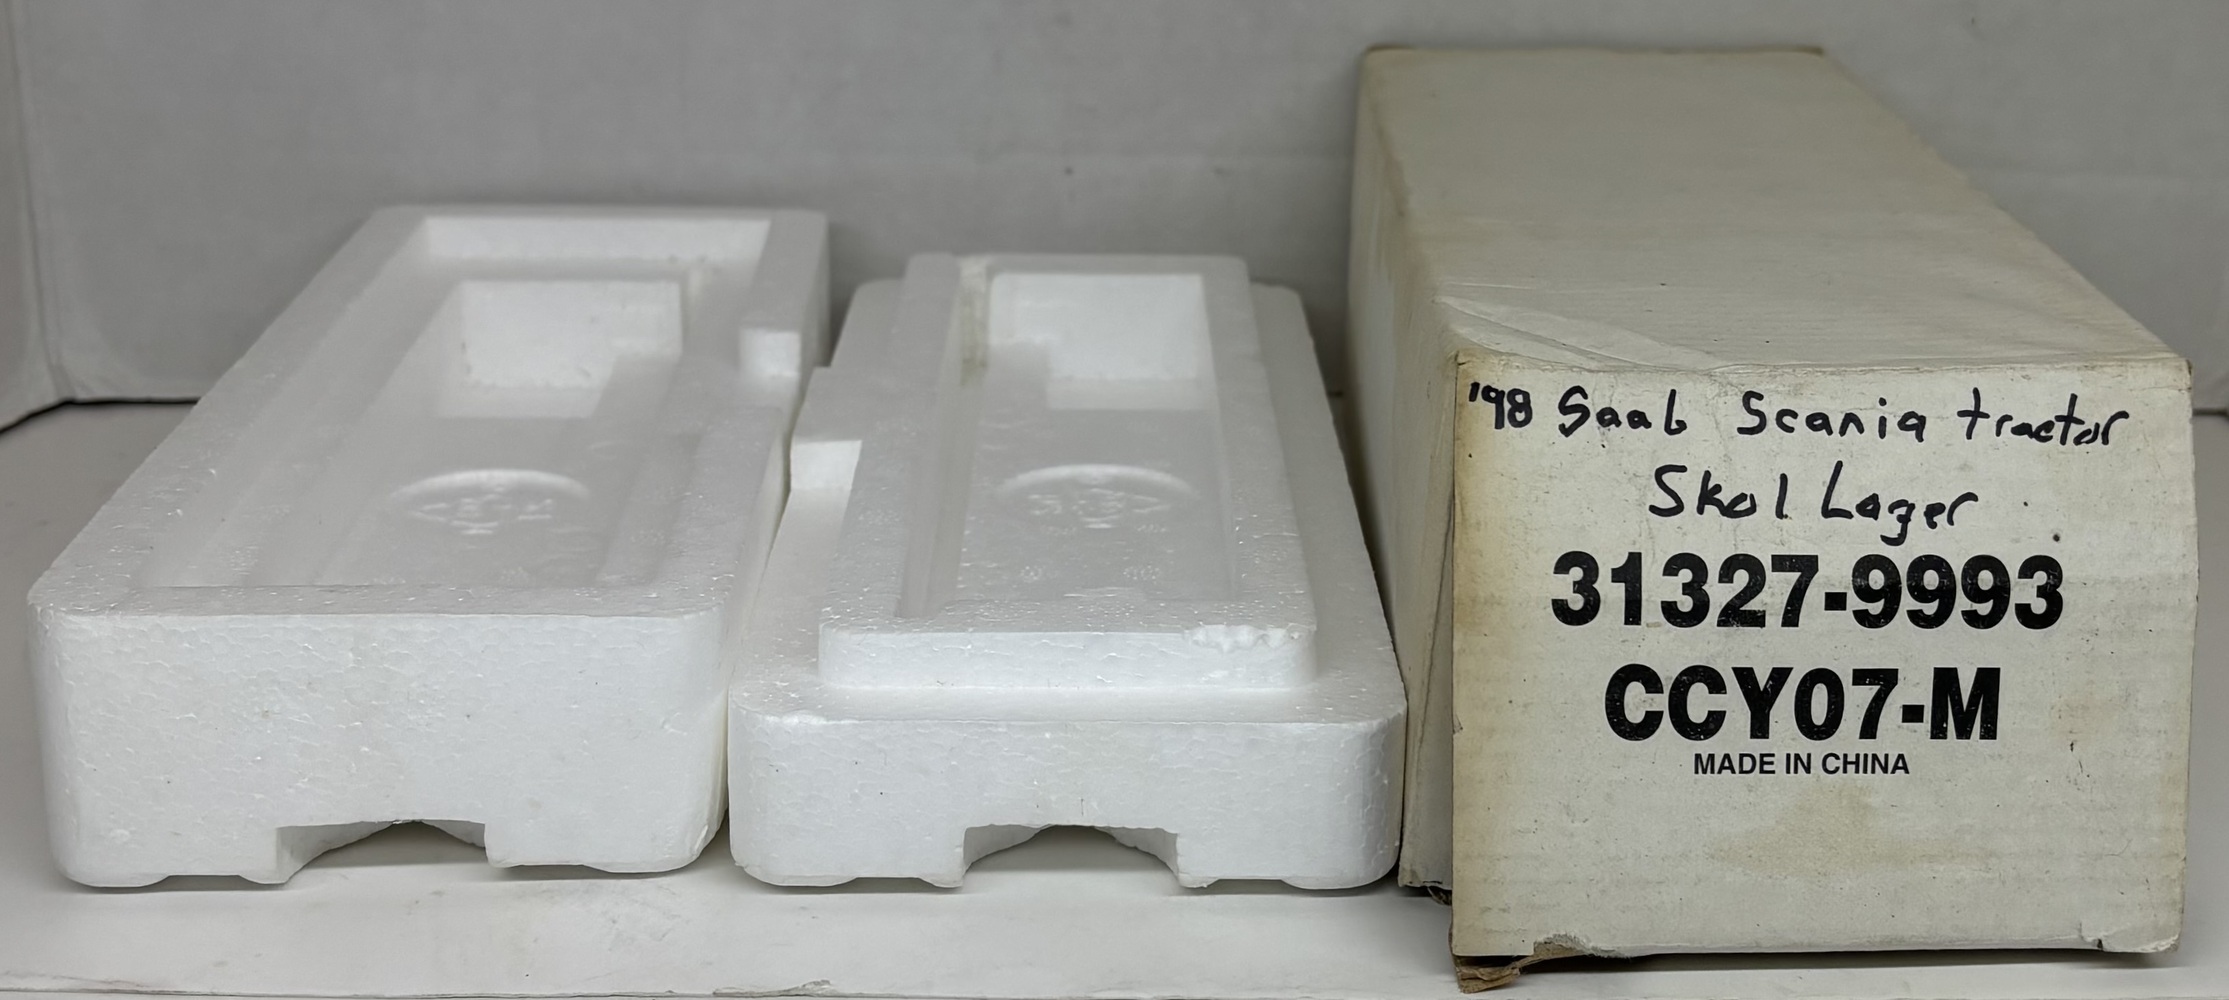 '98 Saab Scania tractor
Skol Lager
31327-9993
CCY07-M
MADE IN CHINA